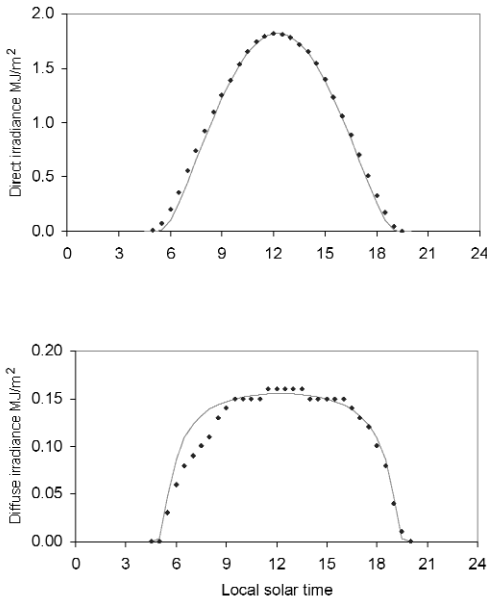 Direct irradiance MJ/m²
2.0
1.5
1.0
0.5
0.0
0 3 6 9 12 15 18 21 24
Diffuse irradiance MJ/m²
0.20
0.15
0.10
0.05
0.00
0 3 6 9 12 15 18 21 24
Local solar time